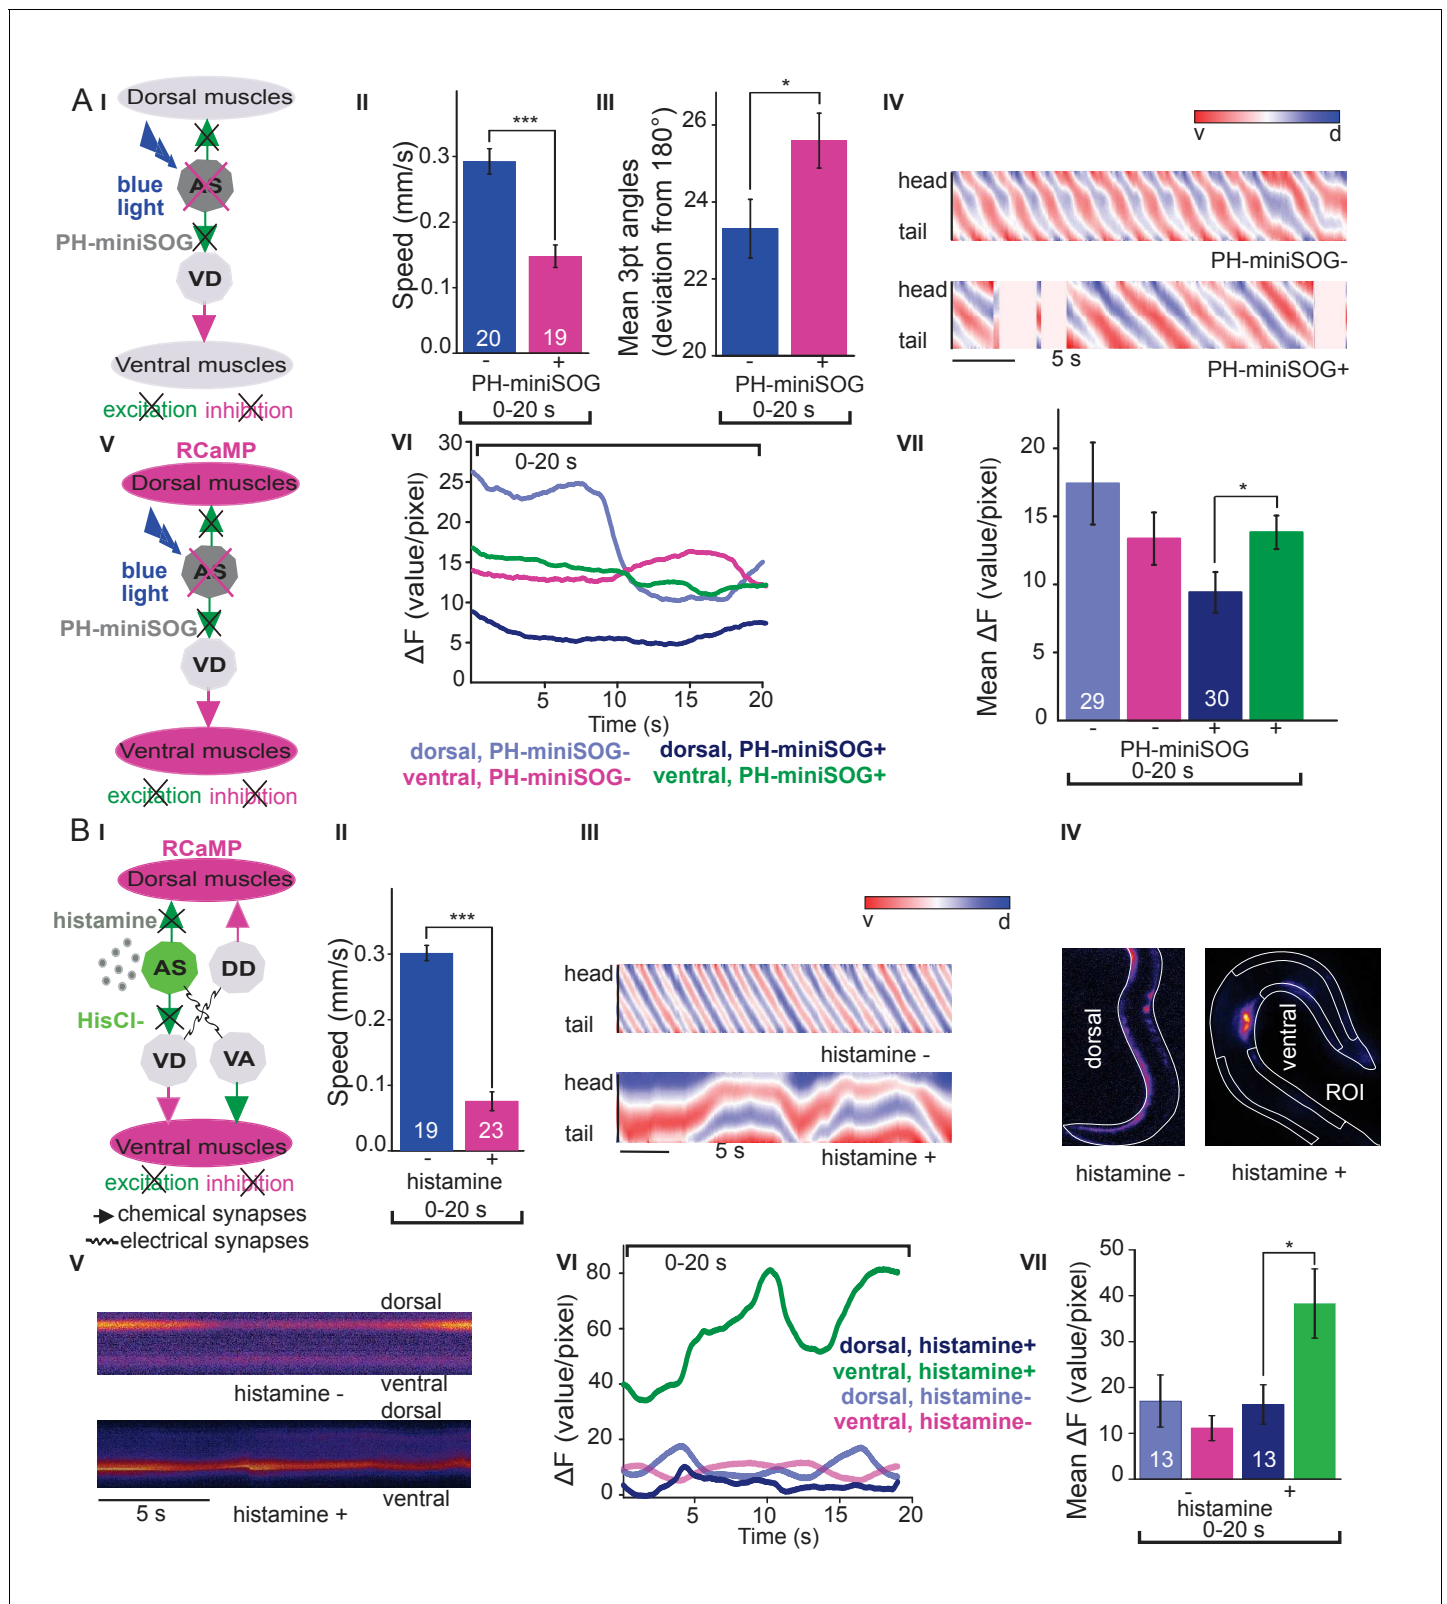 A I
Dorsal muscles
AS
blue
light
PH-miniSOG
VD
Ventral muscles
excitation inhibition
II
Speed (mm/s)
0.3
0.2
0.1
0.0
***
20
19
- +
PH-miniSOG
0-20 s
III
Mean 3pt angles
(deviation from 180°)
26
24
22
20
*
- +
PH-miniSOG
0-20 s
IV
v d
head
tail
PH-miniSOG-
head
tail
5 s
PH-miniSOG+
V
RCaMP
Dorsal muscles
AS
blue
light
PH-miniSOG
VD
Ventral muscles
excitation inhibition
VI
ΔF (value/pixel)
30
25
20
15
10
5
0
0-20 s
5 10 15 20
Time (s)
dorsal, PH-miniSOG- dorsal, PH-miniSOG+
ventral, PH-miniSOG- ventral, PH-miniSOG+
VII
Mean ΔF (value/pixel)
20
15
10
5
0
*
29
30
- - + +
PH-miniSOG
0-20 s
B I
RCaMP
Dorsal muscles
histamine
AS DD
HisCl-
VD VA
Ventral muscles
excitation inhibition
chemical synapses
electrical synapses
II
Speed (mm/s)
0.3
0.2
0.1
0.0
***
19
23
- +
histamine
0-20 s
III
v d
head
tail
histamine -
head
tail
5 s
histamine +
IV
dorsal
ventral
ROI
histamine - histamine +
V
dorsal
ventral
histamine -
dorsal
ventral
5 s
histamine +
VI
ΔF (value/pixel)
80
60
40
20
0
0-20 s
dorsal, histamine+
ventral, histamine+
dorsal, histamine-
ventral, histamine-
5 10 15 20
Time (s)
VII
Mean ΔF (value/pixel)
50
40
30
20
10
0
*
13
13
- +
histamine
0-20 s